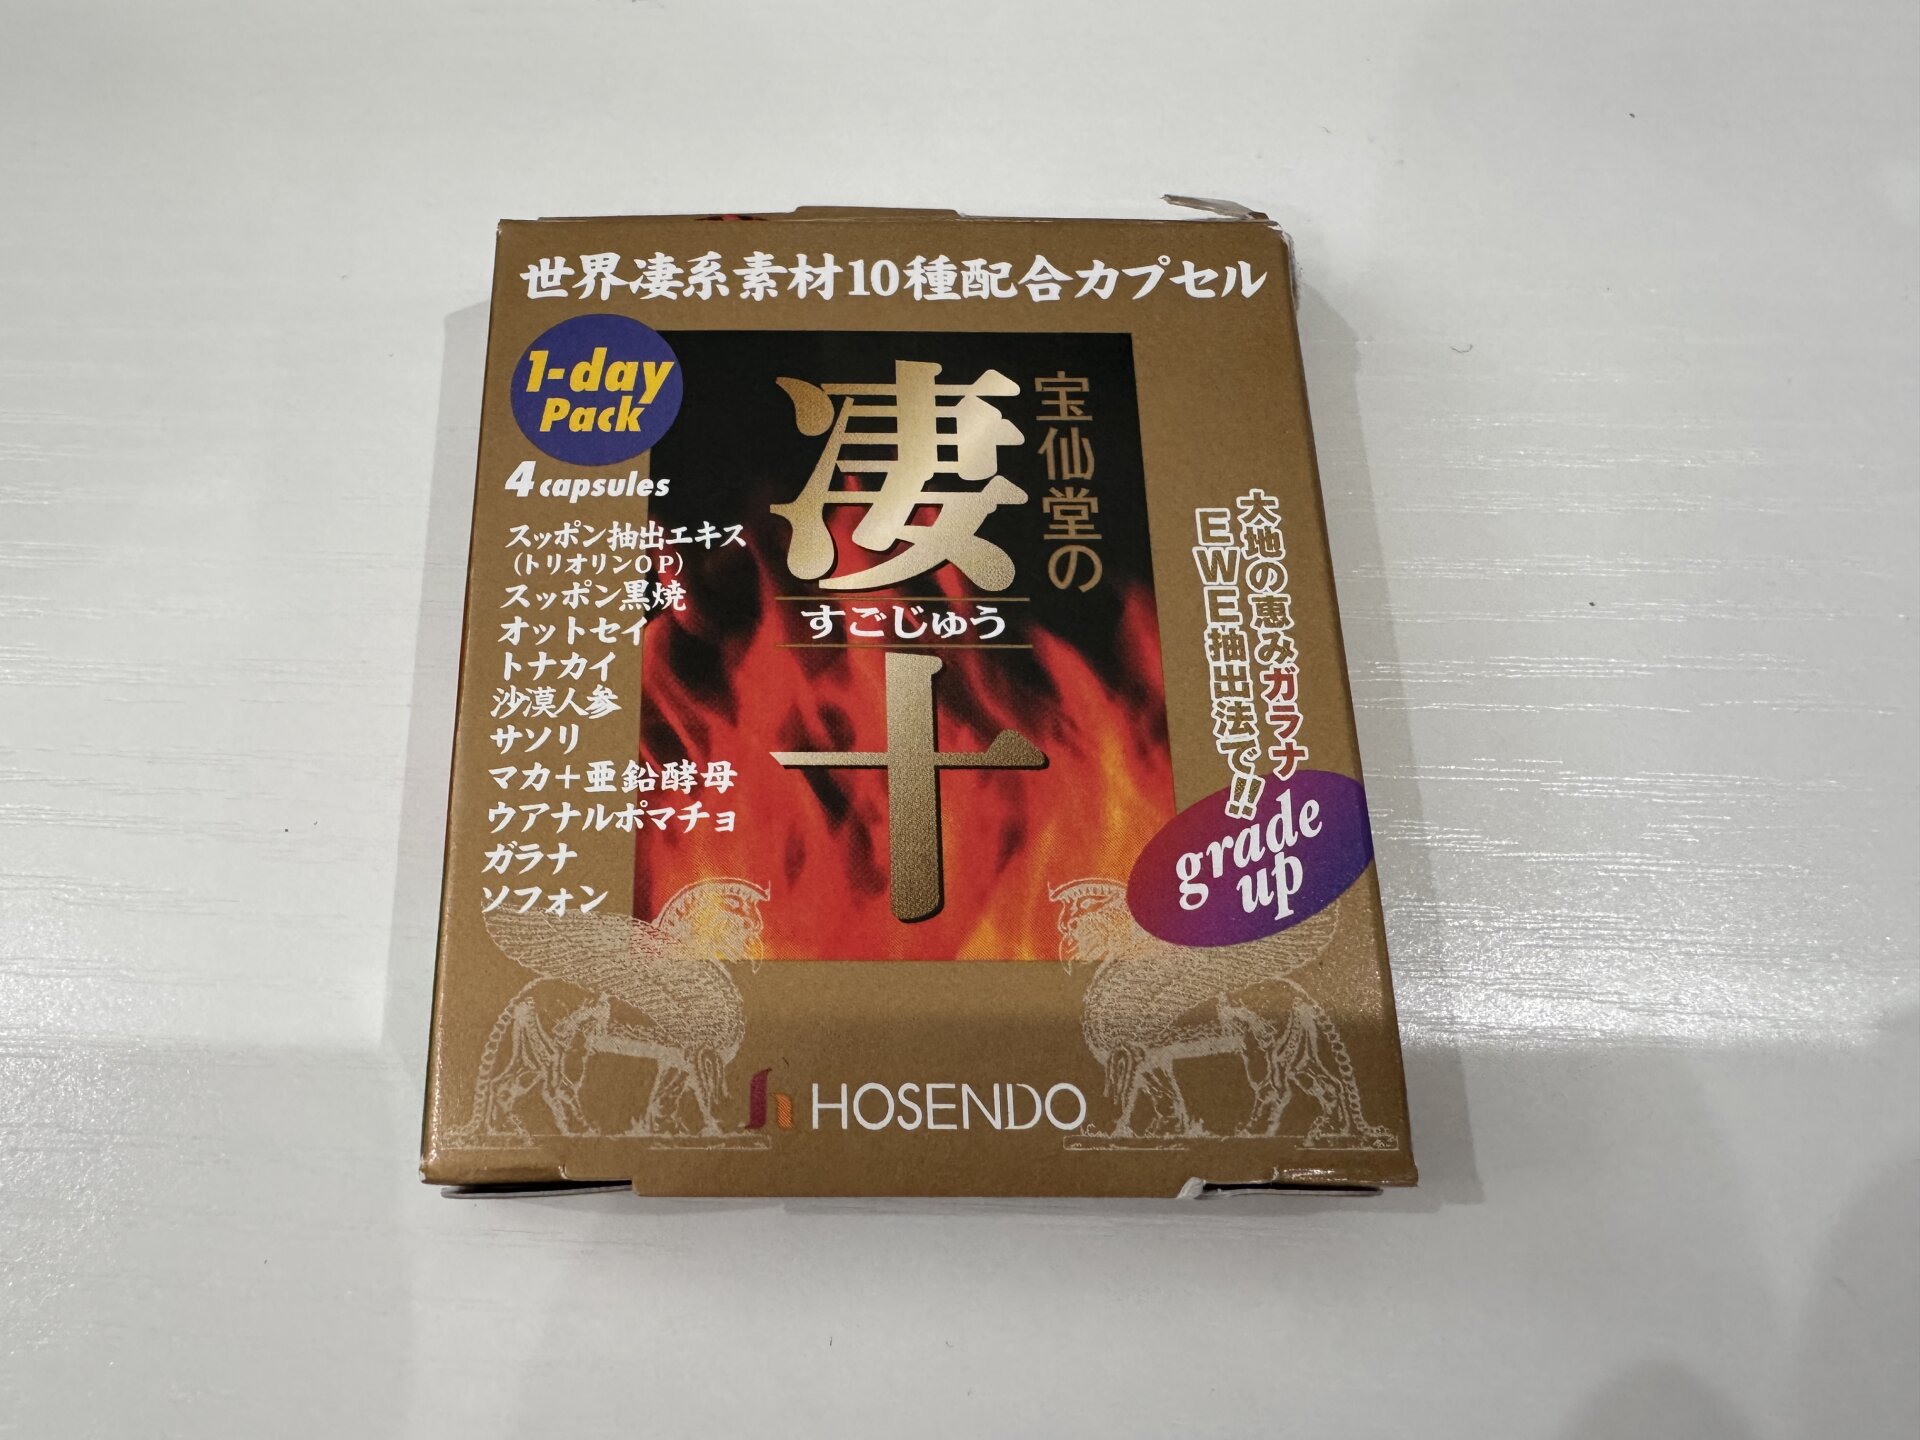 世界凄系素材10種配合カプセル
1-day
Pack
4 capsules
スッポン抽出エキス
(トリオリンOP)
スッポン黒焼
オットセイ
トナカイ
沙漠人参
サソリ
マカ+亜鉛酵母
ウアナルポマチョ
ガラナ
ソフォン
宝仙堂の
凄
すごじゅう
十
大地の恵みガラナ
EWE抽出法で!!
grade
up
HOSENDO